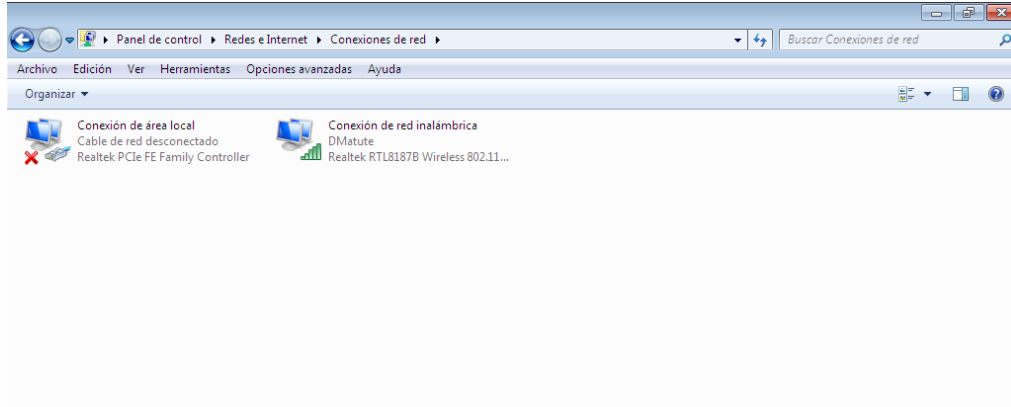 Panel de control Redes e Internet Conexiones de red
Buscar Conexiones de red
Archivo Edición Ver Herramientas Opciones avanzadas Ayuda
Organizar
Conexión de área local
Cable de red desconectado
Realtek PCIe FE Family Controller
Conexión de red inalámbrica
DMatute
Realtek RTL8187B Wireless 802.11...